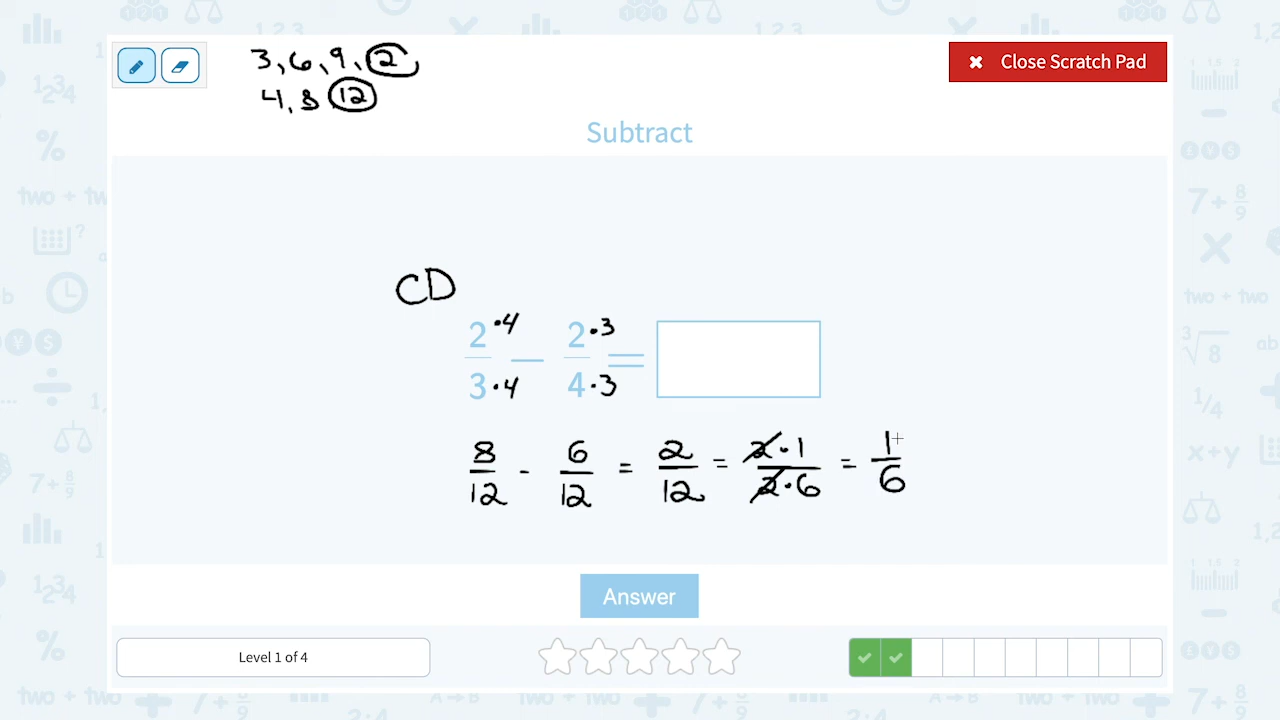 3, 6, 9, 2
4, 8 12
✖ Close Scratch Pad
Subtract
CD
2 · 4 / 3 · 4 — 2 · 3 / 4 · 3 =
8/12 - 6/12 = 2/12 = 2 · 1 / 2 · 6 = 1/6
Answer
Level 1 of 4